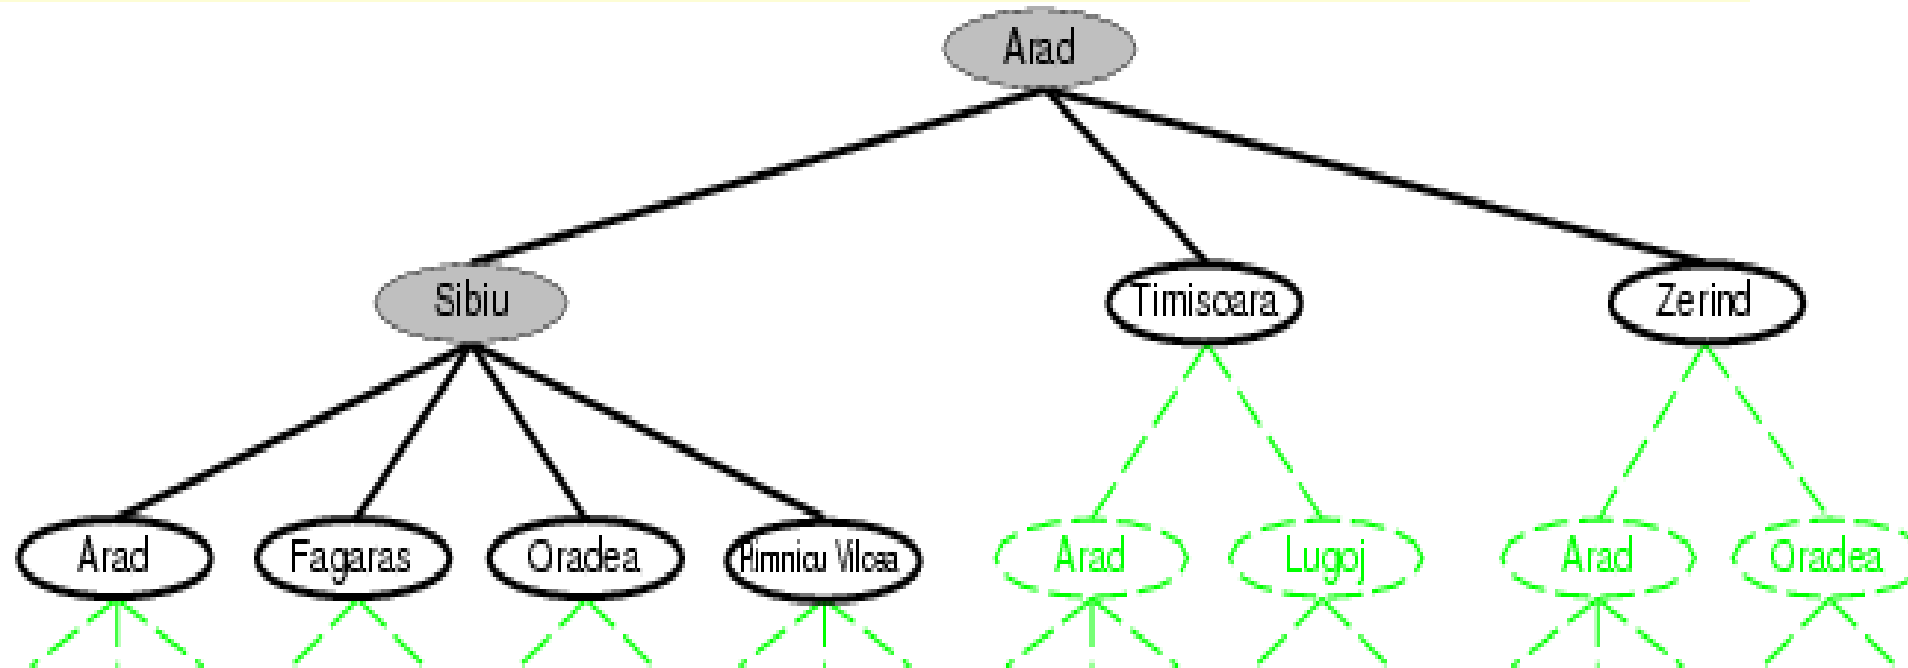 Arad
Sibiu
Timisoara
Zerind
Arad
Fagaras
Oradea
Rimnicu Vilcea
Arad
Lugoj
Arad
Oradea